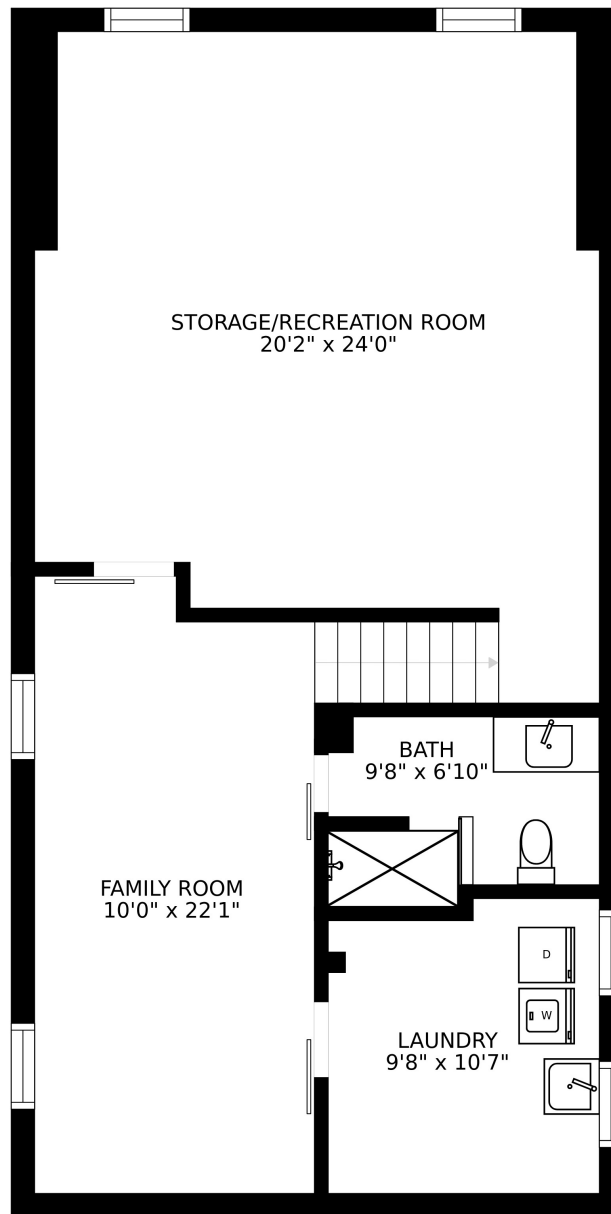 STORAGE/RECREATION ROOM
20'2" x 24'0"
BATH
9'8" x 6'10"
FAMILY ROOM
10'0" x 22'1"
D
W
LAUNDRY
9'8" x 10'7"